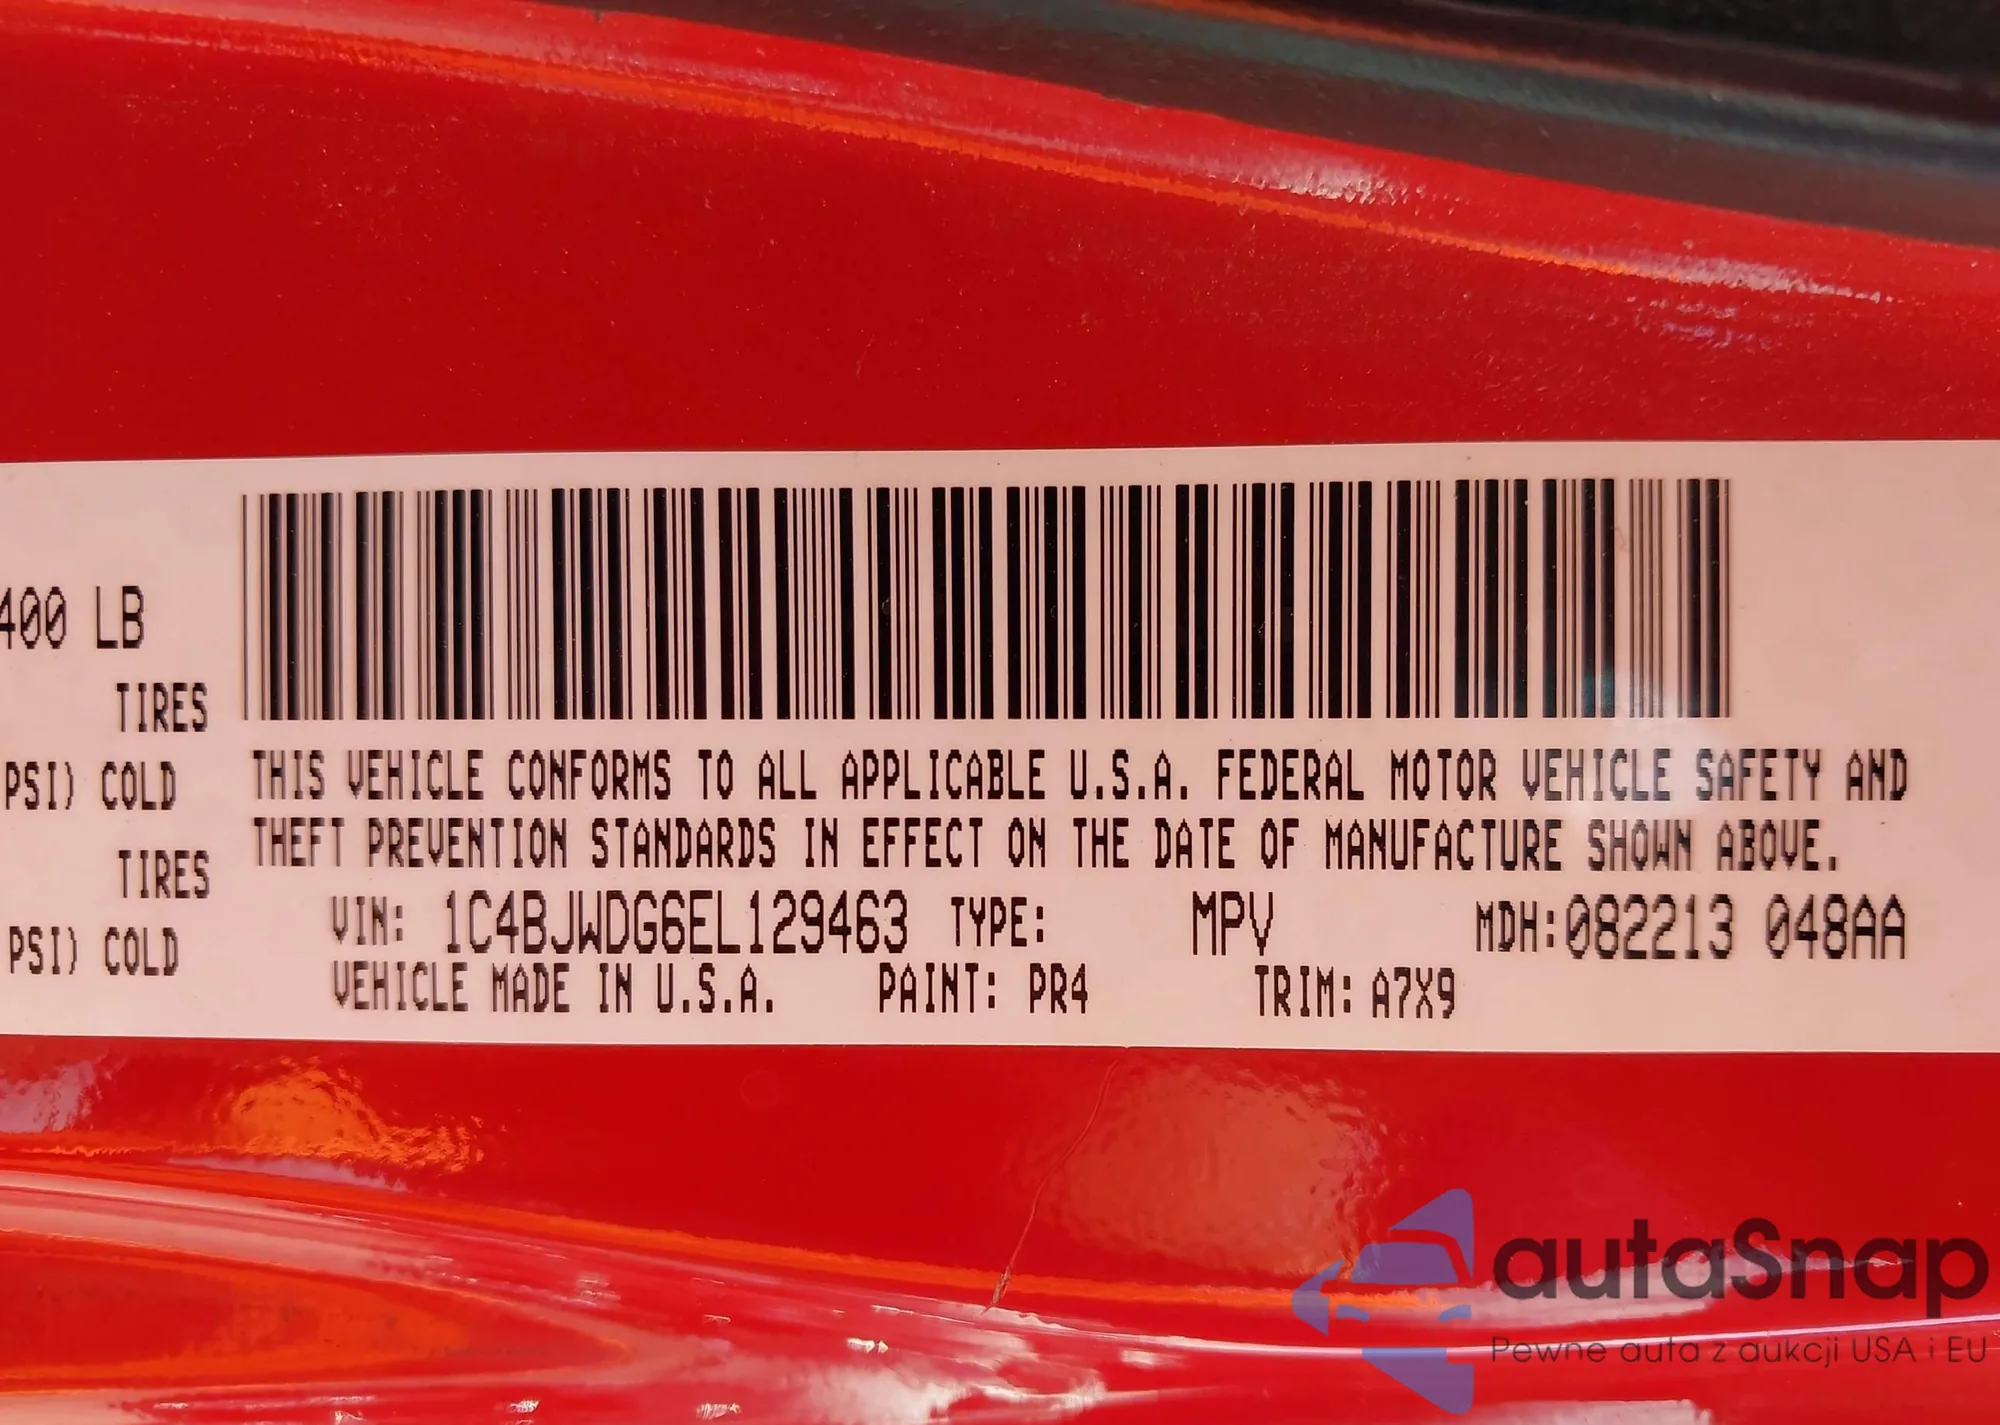 400 LB
TIRES
PSI) COLD
TIRES
PSI) COLD
THIS VEHICLE CONFORMS TO ALL APPLICABLE U.S.A. FEDERAL MOTOR VEHICLE SAFETY AND
THEFT PREVENTION STANDARDS IN EFFECT ON THE DATE OF MANUFACTURE SHOWN ABOVE.
VIN: 1C4BJWDG6EL129463 TYPE: MPV MDH:082213 048AA
VEHICLE MADE IN U.S.A. PAINT: PR4 TRIM: A7X9
autaSnap
Pewne auta z aukcji USA i EU